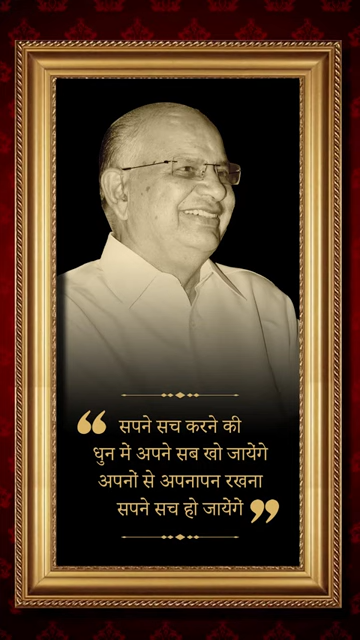 “ सपने सच करने की
धुन में अपने सब खो जायेंगे
अपनों से अपनापन रखना
सपने सच हो जायेंगें ”